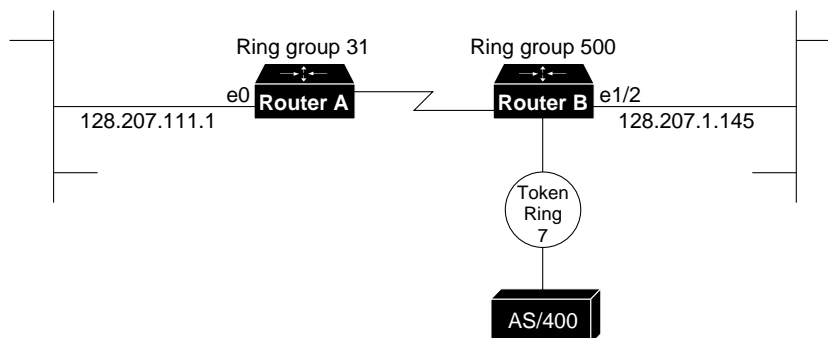 Ring group 31
Ring group 500
e0
Router A
Router B
e1/2
128.207.111.1
128.207.1.145
Token
Ring
7
AS/400